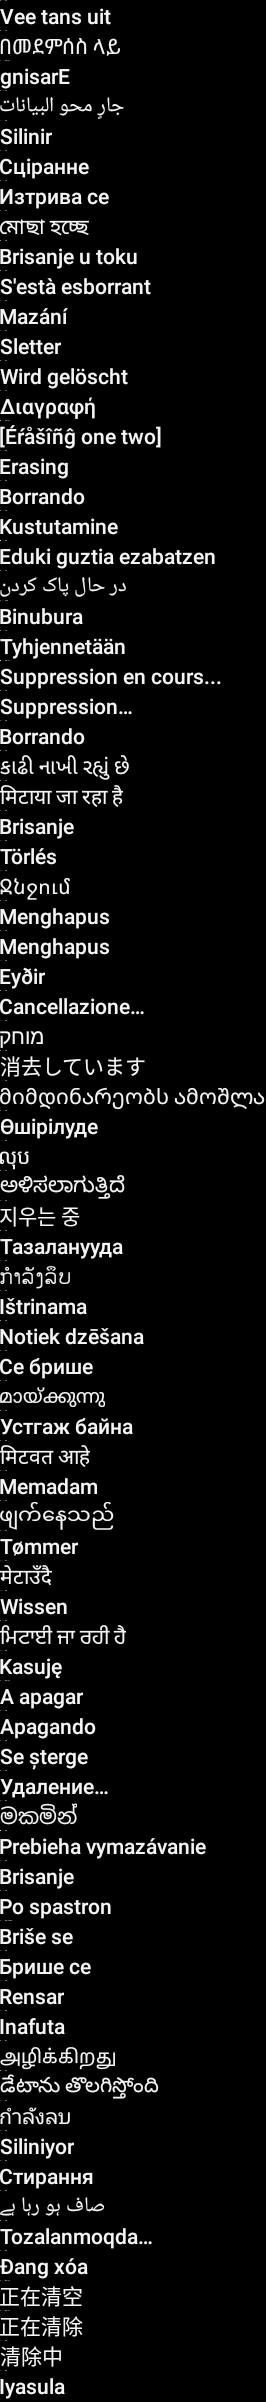 Vee tans uit
በመደምሰስ ላይ
gnisarE
جارٍ محو البيانات
Silinir
Сціранне
Изтрива се
মোছা হচ্ছে
Brisanje u toku
S'està esborrant
Mazání
Sletter
Wird gelöscht
Διαγραφή
[Éŕåšîñĝ one two]
Erasing
Borrando
Kustutamine
Eduki guztia ezabatzen
در حال پاک کردن
Binubura
Tyhjennetään
Suppression en cours...
Suppression…
Borrando
કાઢી નાખી રહ્યું છે
मिटाया जा रहा है
Brisanje
Törlés
Ջնջում
Menghapus
Menghapus
Eyðir
Cancellazione…
מוחק
消去しています
მიმდინარეობს ამოშლა
Өшірілуде
លុប
ಅಳಿಸಲಾಗುತ್ತಿದೆ
지우는 중
Тазаланууда
ກຳລັງລຶບ
Ištrinama
Notiek dzēšana
Се брише
മായ്ക്കുന്നു
Устгаж байна
मिटवत आहे
Memadam
ဖျက်နေသည်
Tømmer
मेटाउँदै
Wissen
ਮਿਟਾਈ ਜਾ ਰਹੀ ਹੈ
Kasuję
A apagar
Apagando
Se șterge
Удаление…
මකමින්
Prebieha vymazávanie
Brisanje
Po spastron
Briše se
Брише се
Rensar
Inafuta
அழிக்கிறது
డేటాను తొలగిస్తోంది
กำลังลบ
Siliniyor
Стирання
صاف ہو رہا ہے
Tozalanmoqda…
Đang xóa
正在清空
正在清除
清除中
Iyasula